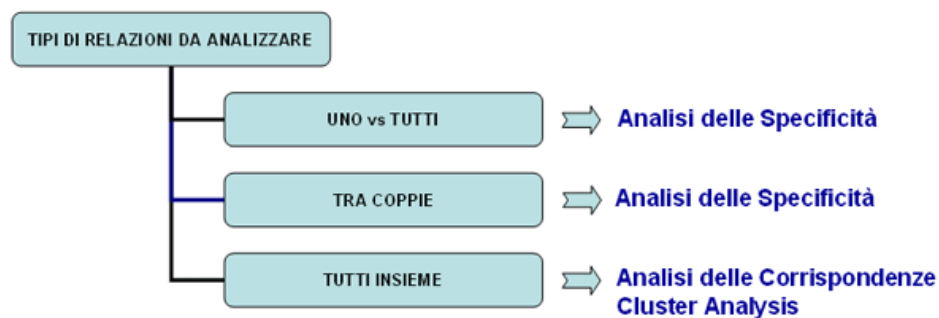 TIPI DI RELAZIONI DA ANALIZZARE
UNO vs TUTTI
Analisi delle Specificità
TRA COPPIE
Analisi delle Specificità
TUTTI INSIEME
Analisi delle Corrispondenze
Cluster Analysis